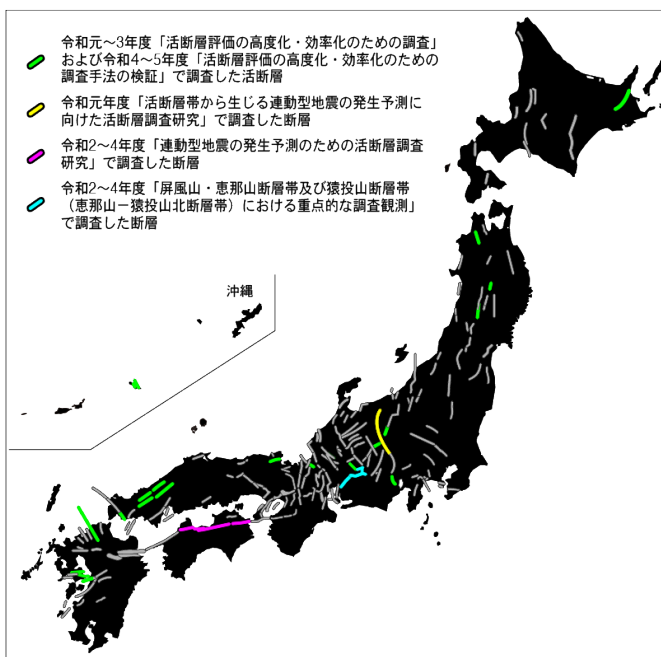 令和元～3年度「活断層評価の高度化・効率化のための調査」
および令和4～5年度「活断層評価の高度化・効率化のための
調査手法の検証」で調査した活断層
令和元年度「活断層帯から生じる連動型地震の発生予測に
向けた活断層調査研究」で調査した断層
令和2～4年度「連動型地震の発生予測のための活断層調査
研究」で調査した断層
令和2～4年度「屏風山・恵那山断層帯及び猿投山断層帯
（恵那山－猿投山北断層帯）における重点的な調査観測」
で調査した断層
沖縄